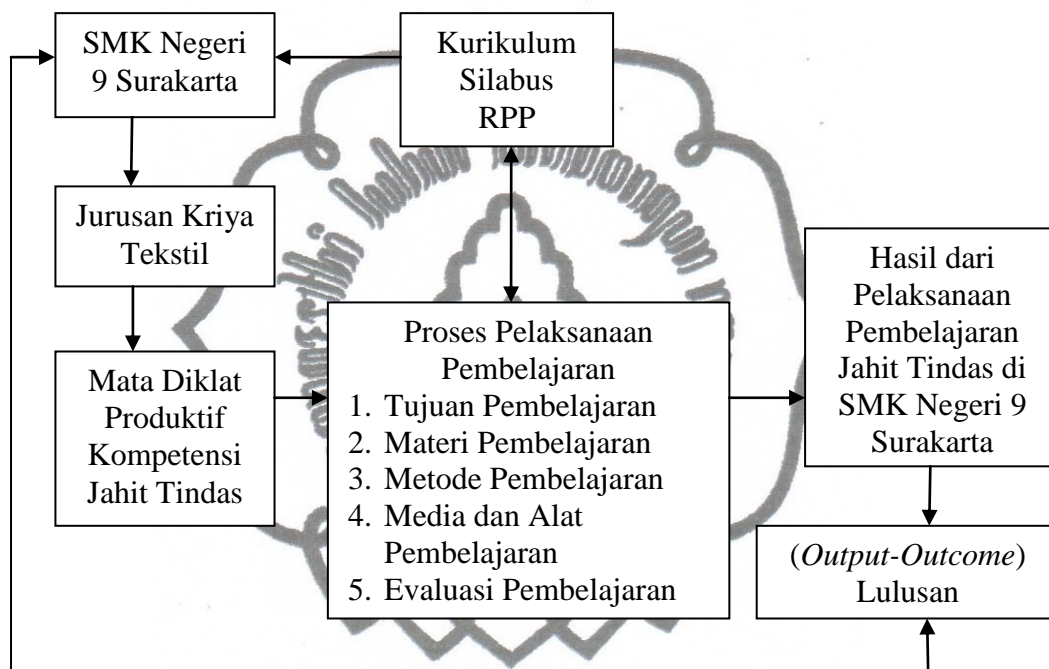 SMK Negeri
9 Surakarta
Kurikulum
Silabus
RPP
Jurusan Kriya
Tekstil
Mata Diklat
Produktif
Kompetensi
Jahit Tindas
Proses Pelaksanaan
Pembelajaran
1. Tujuan Pembelajaran
2. Materi Pembelajaran
3. Metode Pembelajaran
4. Media dan Alat
Pembelajaran
5. Evaluasi Pembelajaran
Hasil dari
Pelaksanaan
Pembelajaran
Jahit Tindas di
SMK Negeri 9
Surakarta
(Output-Outcome)
Lulusan